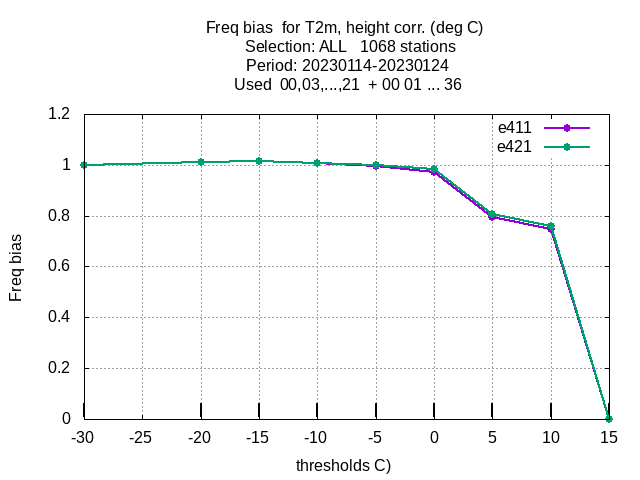 Freq bias  for T2m, height corr. (deg C)
Selection: ALL   1068 stations
Period: 20230114-20230124
Used  00,03,...,21  + 00 01 ... 36
e411
e421
1.2
1
0.8
0.6
0.4
0.2
0
Freq bias
-30 -25 -20 -15 -10 -5 0 5 10 15
thresholds C)